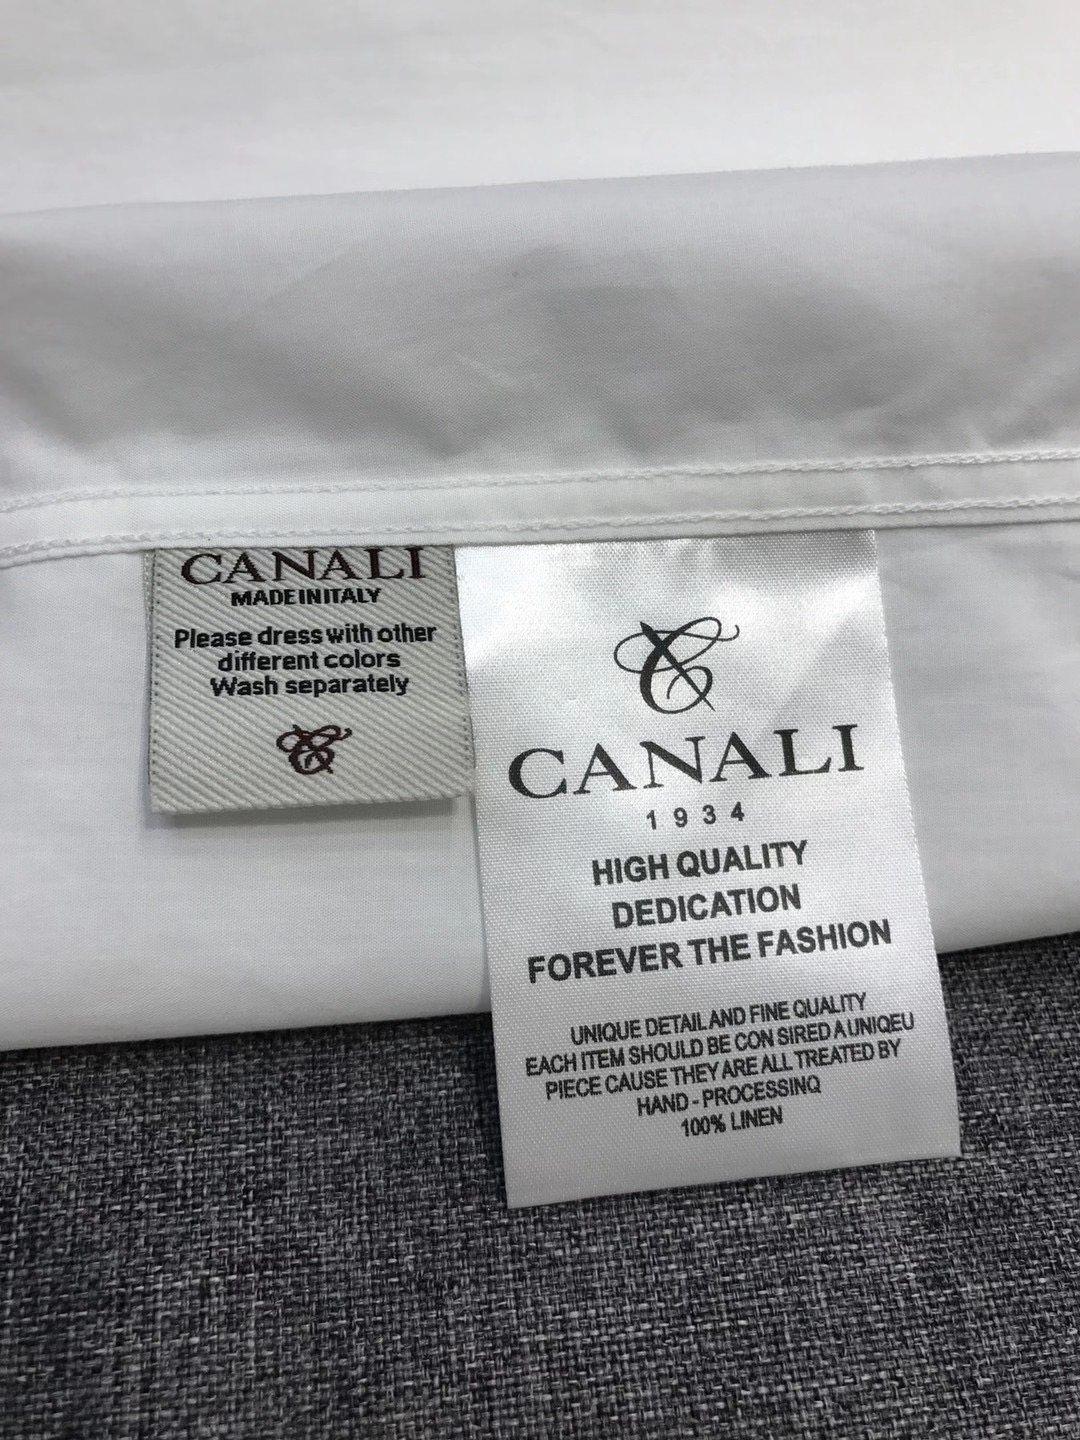 CANALI
MADE IN ITALY
Please dress with other
different colors
Wash separately
CANALI
1934
HIGH QUALITY
DEDICATION
FOREVER THE FASHION
UNIQUE DETAIL AND FINE QUALITY
EACH ITEM SHOULD BE CON SIRED A UNIQEU
PIECE CAUSE THEY ARE ALL TREATED BY
HAND - PROCESSINQ
100% LINEN